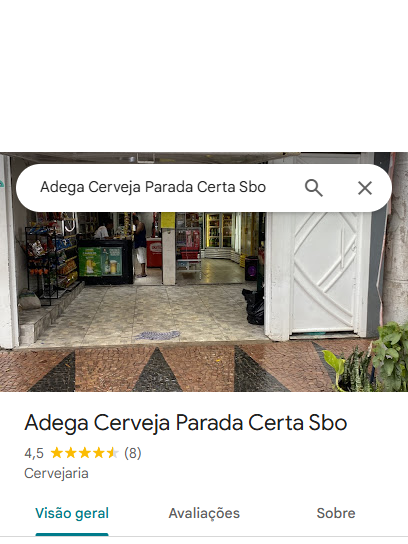 Adega Cerveja Parada Certa Sbo
Adega Cerveja Parada Certa Sbo
4,5 (8)
Cervejaria
Visão geral Avaliações Sobre